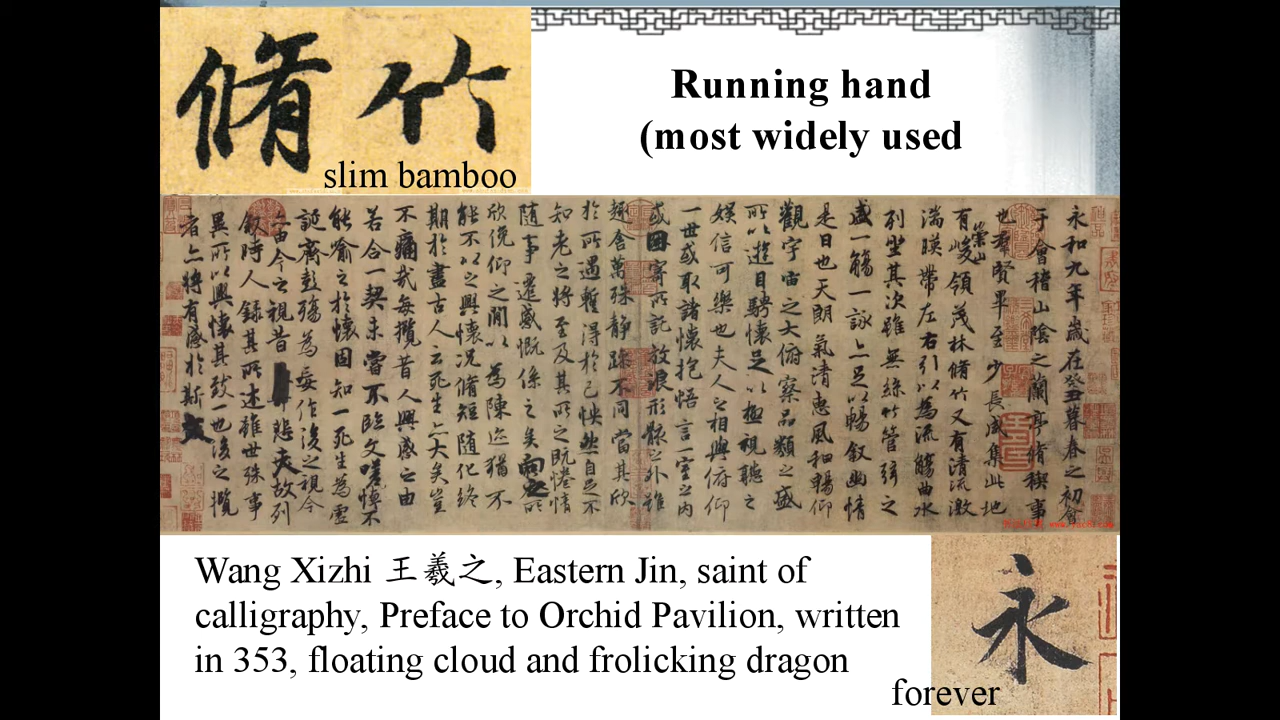 脩竹
slim bamboo
Running hand
(most widely used
永和九年歲在癸丑暮春之初會
于會稽山陰之蘭亭脩稧事
也羣賢畢至少長咸集此地
有崇山峻領茂林脩竹又有清流激
湍暎帶左右引以為流觴曲水
列坐其次雖無絲竹管弦之
盛一觴一詠亦足以暢叙幽情
是日也天朗氣清惠風和暢仰
觀宇宙之大俯察品類之盛
所以遊目騁懷足以極視聽之
娛信可樂也夫人之相與俯仰
一世或取諸懷抱悟言一室之內
或因寄所託放浪形骸之外雖
趣舍萬殊靜躁不同當其欣
於所遇暫得於己怏然自足不
知老之將至及其所之既惓情
隨事遷感慨係之矣向之所
欣俛仰之閒以為陳迹猶不
能不以之興懷況脩短隨化終
期於盡古人云死生亦大矣豈
不痛哉每攬昔人興感之由
若合一契未嘗不臨文嗟悼不
能喻之於懷固知一死生為虛
誕齊彭殤為妄作後之視今
亦由今之視昔悲夫故列
叙時人錄其所述雖世殊事
異所以興懷其致一也後之攬
者亦將有感於斯文
Wang Xizhi 王羲之, Eastern Jin, saint of
calligraphy, Preface to Orchid Pavilion, written
in 353, floating cloud and frolicking dragon
永
forever